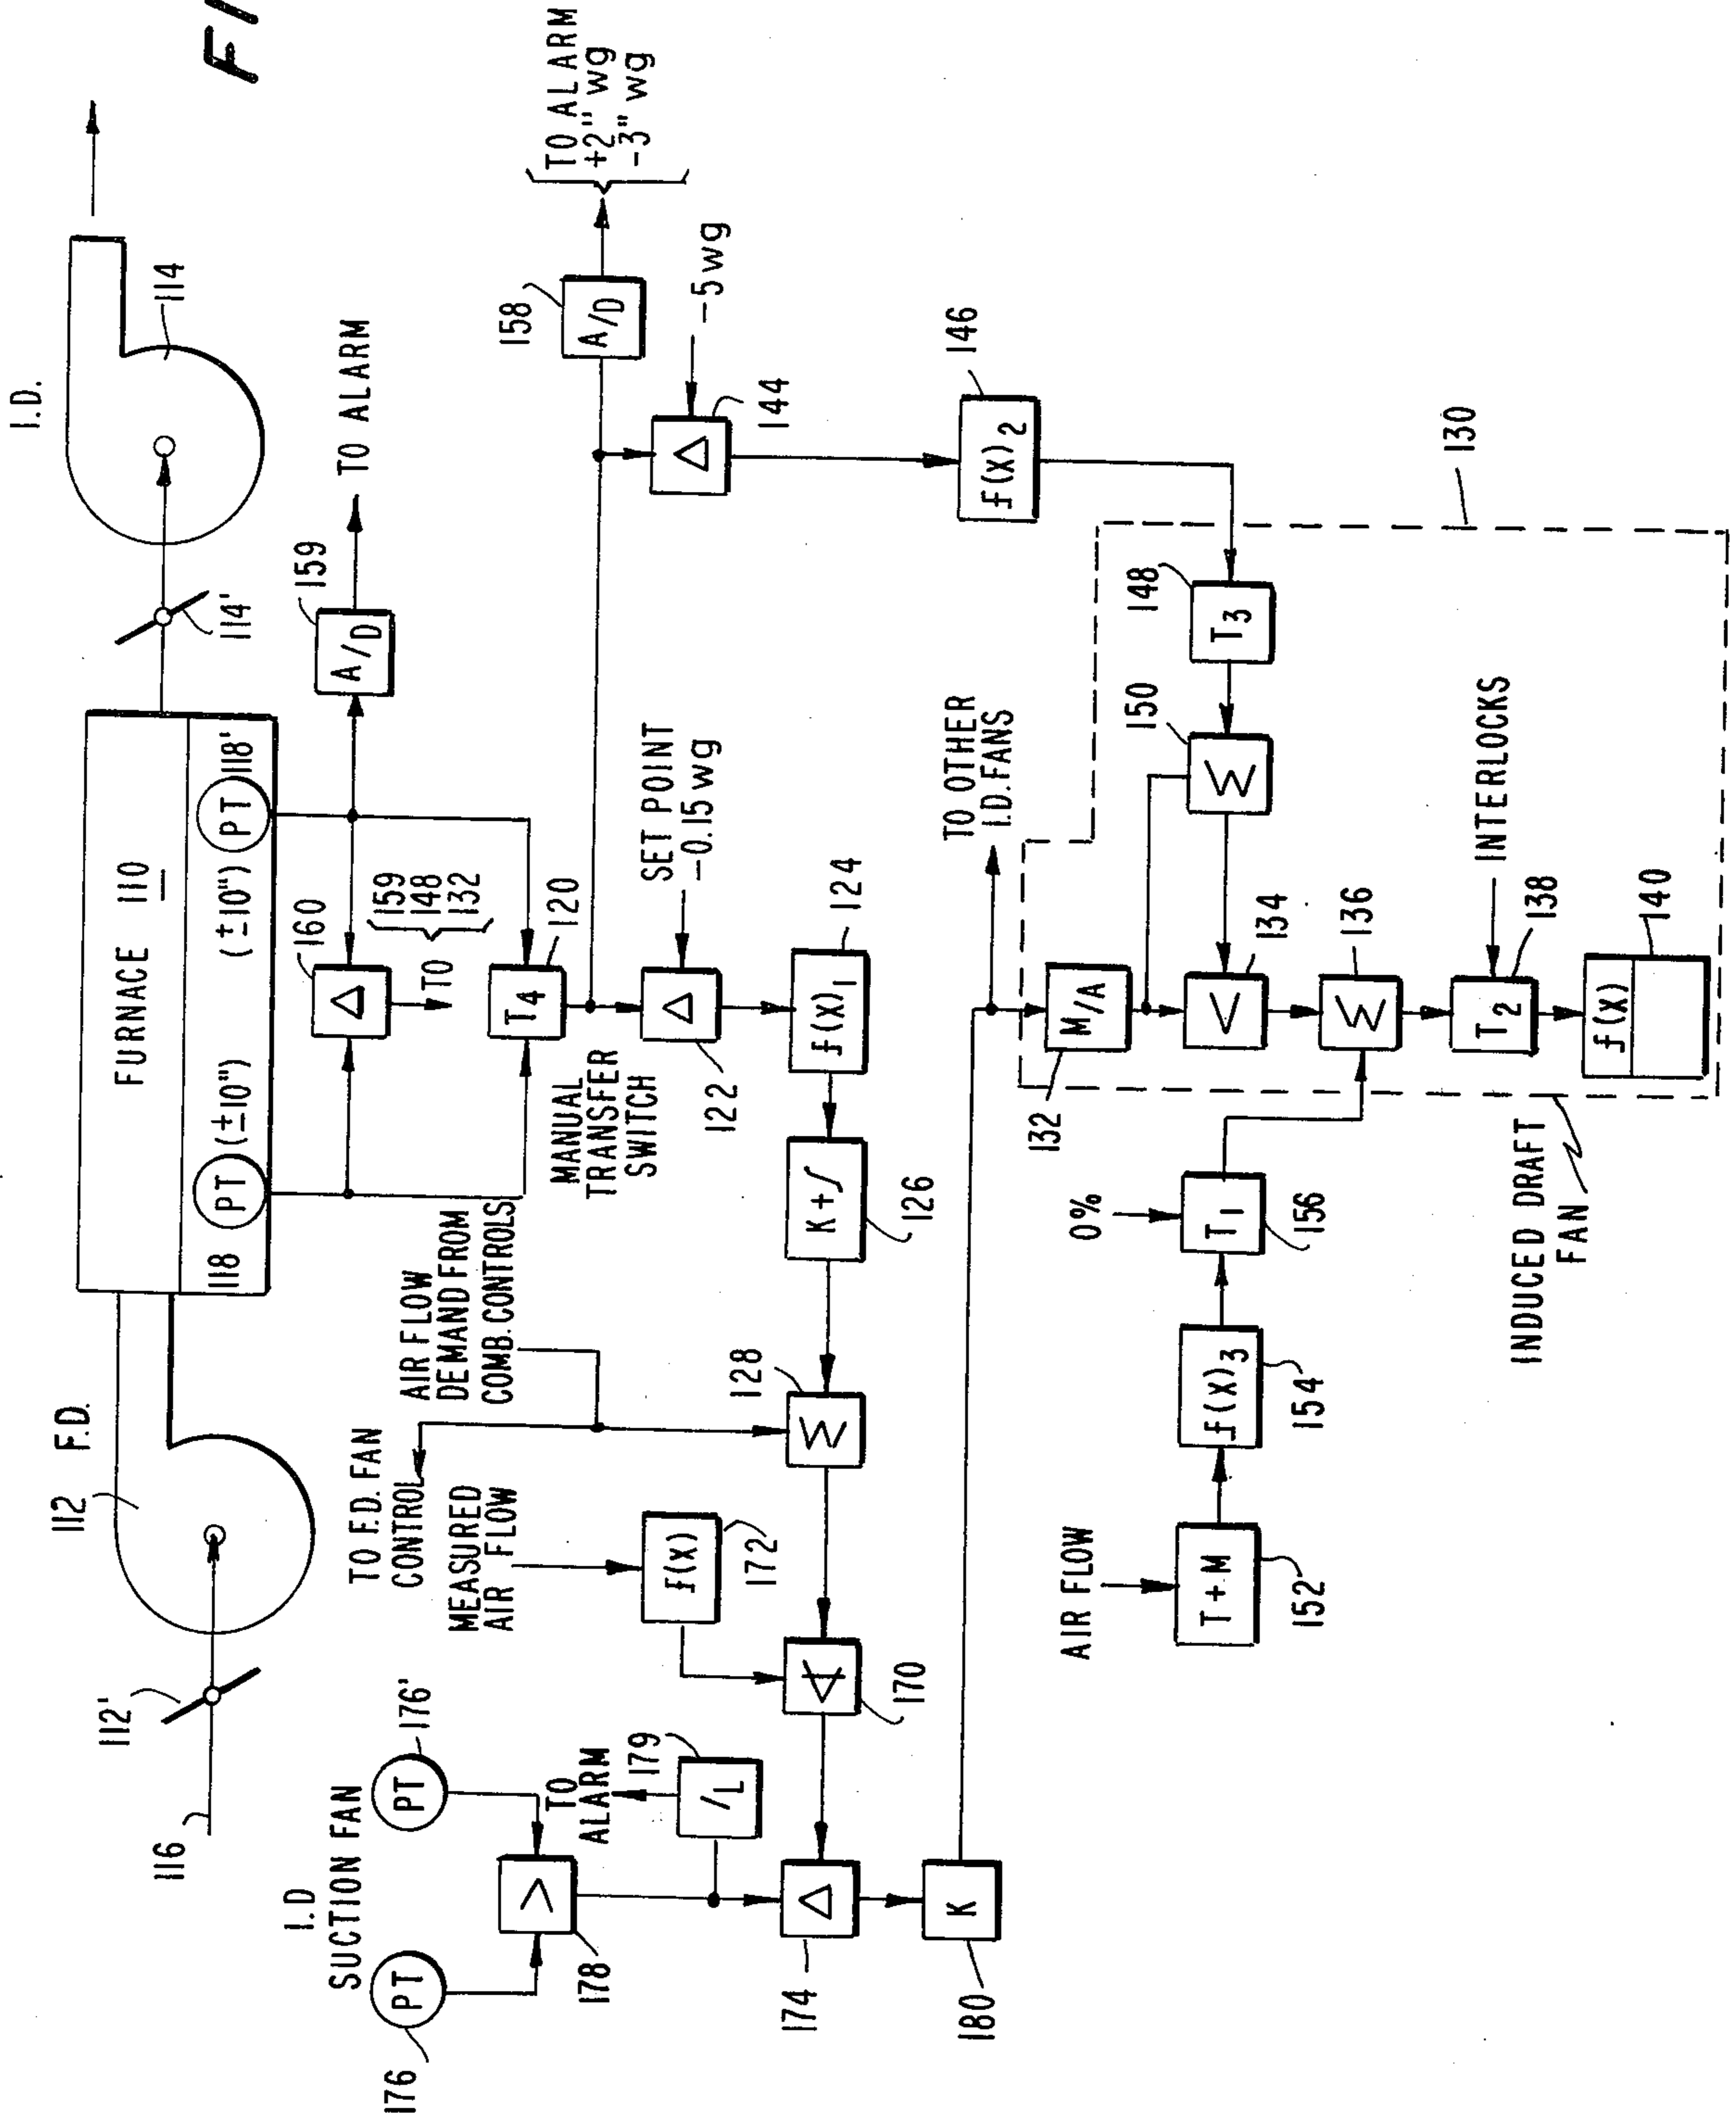 FI
I.D.
114
114'
FURNACE 110
118'
PT
(±10")
(±10")
PT
118
F.D.
112
112'
116
159
A/D
TO ALARM
160
Δ
TO
159
148
132
T4
120
MANUAL
TRANSFER
SWITCH
158
A/D
TO ALARM
+2" wg
-3" wg
-5wg
Δ
144
SET POINT
-0.15wg
Δ
122
f(X)1
124
K+∫
126
AIR FLOW
DEMAND FROM
COMB. CONTROLS
TO F.D. FAN
CONTROL
128
Σ
MEASURED
AIR FLOW
f(X)
172
170
I.D
SUCTION FAN
PT
176'
PT
176
>
178
TO
ALARM
179
/L
Δ
174
K
180
f(X)2
146
130
TO OTHER
I.D. FANS
132
M/A
148
T3
150
Σ
<
134
Σ
136
INTERLOCKS
T2
138
f(X)
140
AIR FLOW
T+M
152
f(X)3
154
0%
T1
156
INDUCED DRAFT
FAN